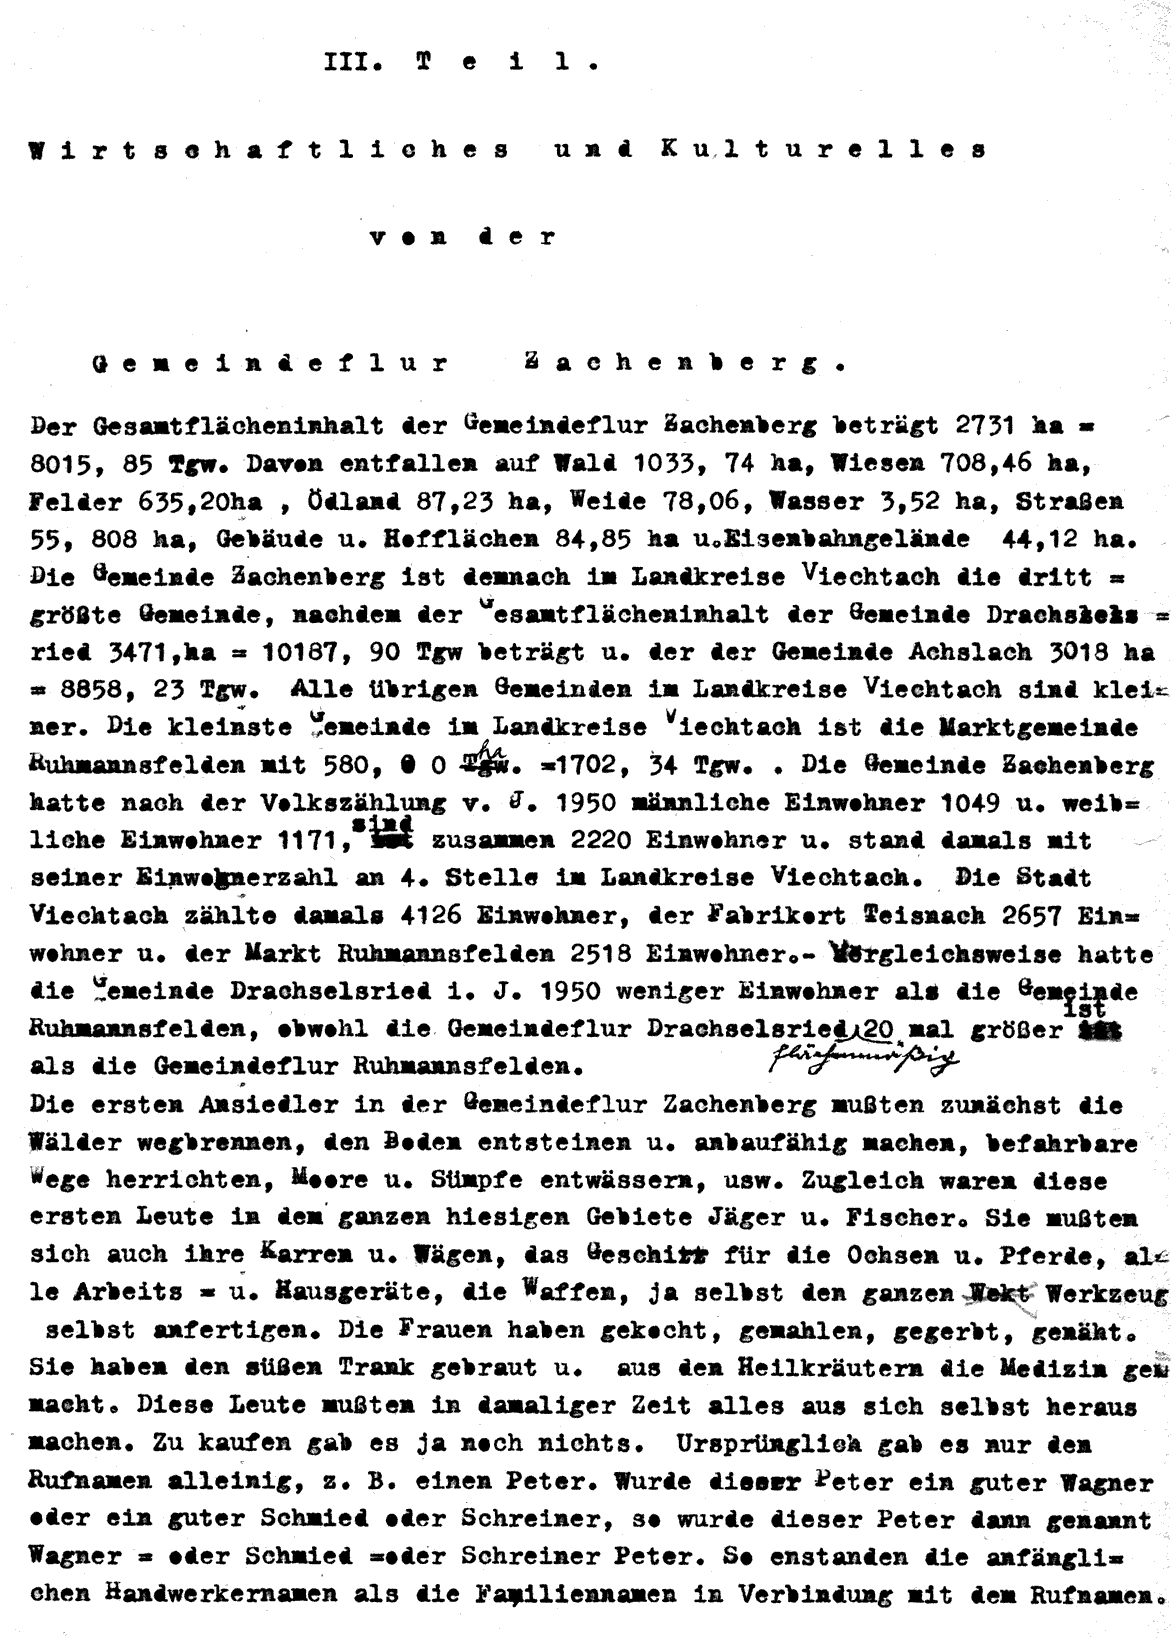 III. T e i l .
W i r t s c h a f t l i c h e s u n d K u l t u r e l l e s
v o n d e r
G e m e i n d e f l u r Z a c h e n b e r g .
Der Gesamtflächeninhalt der Gemeindeflur Zachenberg beträgt 2731 ha =
8015, 85 Tgw. Davon entfallen auf Wald 1033, 74 ha, Wiesen 708,46 ha,
Felder 635,20ha , Ödland 87,23 ha, Weide 78,06, Wasser 3,52 ha, Straßen
55, 808 ha, Gebäude u. Hofflächen 84,85 ha u.Eisenbahngelände 44,12 ha.
Die Gemeinde Zachenberg ist demnach im Landkreise Viechtach die dritt =
größte Gemeinde, nachdem der Gesamtflächeninhalt der Gemeinde Drachsels =
ried 3471,ha = 10187, 90 Tgw beträgt u. der der Gemeinde Achslach 3018 ha
= 8858, 23 Tgw. Alle übrigen Gemeinden im Landkreise Viechtach sind klei=
ner. Die kleinste Gemeinde im Landkreise Viechtach ist die Marktgemeinde
Ruhmannsfelden mit 580, 0 0 Tgw. ha =1702, 34 Tgw. . Die Gemeinde Zachenberg
hatte nach der Volkszählung v. J. 1950 männliche Einwohner 1049 u. weib=
liche Einwohner 1171, sind zusammen 2220 Einwohner u. stand damals mit
seiner Einwohnerzahl an 4. Stelle im Landkreise Viechtach. Die Stadt
Viechtach zählte damals 4126 Einwohner, der Fabrikort Teisnach 2657 Ein=
wohner u. der Markt Ruhmannsfelden 2518 Einwohner.- Vergleichsweise hatte
die Gemeinde Drachselsried i. J. 1950 weniger Einwohner als die Gemeinde
Ruhmannsfelden, obwohl die Gemeindeflur Drachselsried flächenmäßig 20 mal größer ist
als die Gemeindeflur Ruhmannsfelden.
Die ersten Ansiedler in der Gemeindeflur Zachenberg mußten zunächst die
Wälder wegbrennen, den Boden entsteinen u. anbaufähig machen, befahrbare
Wege herrichten, Moore u. Sümpfe entwässern, usw. Zugleich waren diese
ersten Leute in dem ganzen hiesigen Gebiete Jäger u. Fischer. Sie mußten
sich auch ihre Karren u. Wägen, das Geschirr für die Ochsen u. Pferde, al=
le Arbeits = u. Hausgeräte, die Waffen, ja selbst den ganzen Wekt Werkzeug
selbst anfertigen. Die Frauen haben gekocht, gemahlen, gegerbt, genäht.
Sie haben den süßen Trank gebraut u. aus den Heilkräutern die Medizin ge=
macht. Diese Leute mußten in damaliger Zeit alles aus sich selbst heraus
machen. Zu kaufen gab es ja noch nichts. Ursprünglich gab es nur den
Rufnamen alleinig, z. B. einen Peter. Wurde dieser Peter ein guter Wagner
oder ein guter Schmied oder Schreiner, so wurde dieser Peter dann genannt
Wagner = oder Schmied =oder Schreiner Peter. So enstanden die anfängli=
chen Handwerkernamen als die Familiennamen in Verbindung mit dem Rufnamen.